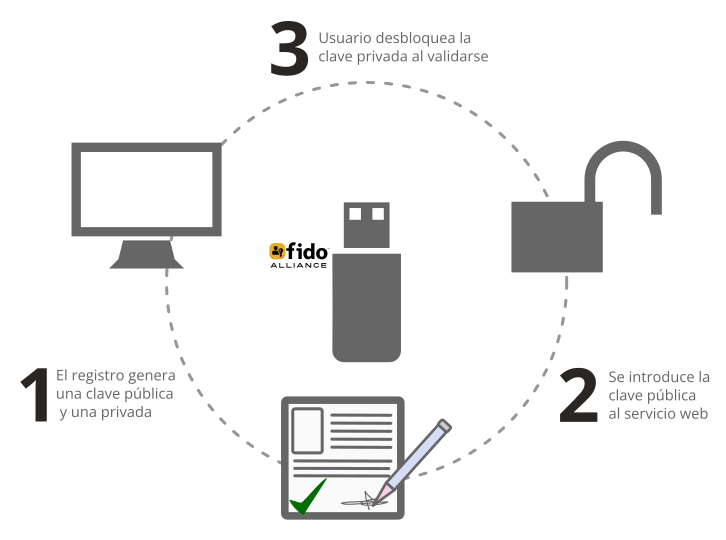 3
Usuario desbloquea la
clave privada al validarse
fido
ALLIANCE
1
El registro genera
una clave pública
y una privada
2
Se introduce la
clave pública
al servicio web